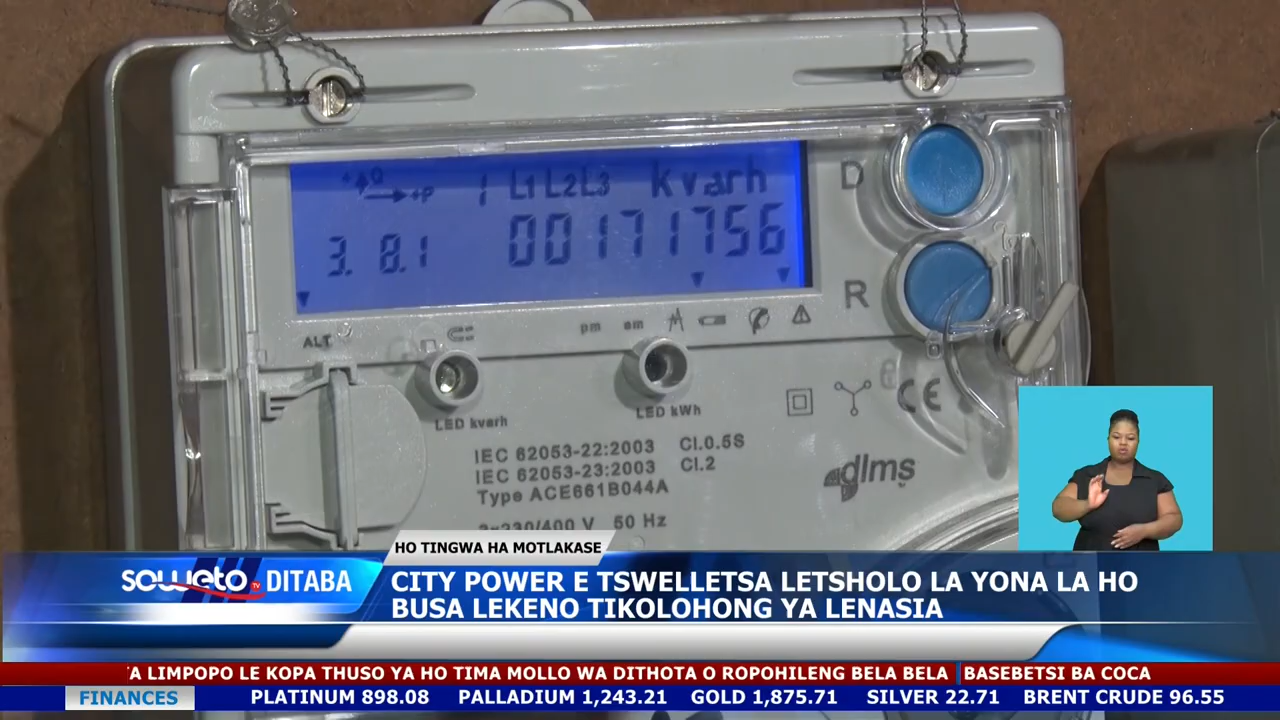 +Q
+P
1 L1L2L3 kvarh
3.8.1 00171756
D
R
ALT
pm em
LED kvarh
LED kWh
CE
IEC 62053-22:2003 Cl.0.5S
IEC 62053-23:2003 Cl.2
Type ACE661B044A
dlms
3x230/400 V 50 Hz
HO TINGWA HA MOTLAKASE
SOWETO TV DITABA
CITY POWER E TSWELLETSA LETSHOLO LA YONA LA HO
BUSA LEKENO TIKOLOHONG YA LENASIA
'A LIMPOPO LE KOPA THUSO YA HO TIMA MOLLO WA DITHOTA O ROPOHILENG BELA BELA | BASEBETSI BA COCA
FINANCES PLATINUM 898.08 PALLADIUM 1,243.21 GOLD 1,875.71 SILVER 22.71 BRENT CRUDE 96.55